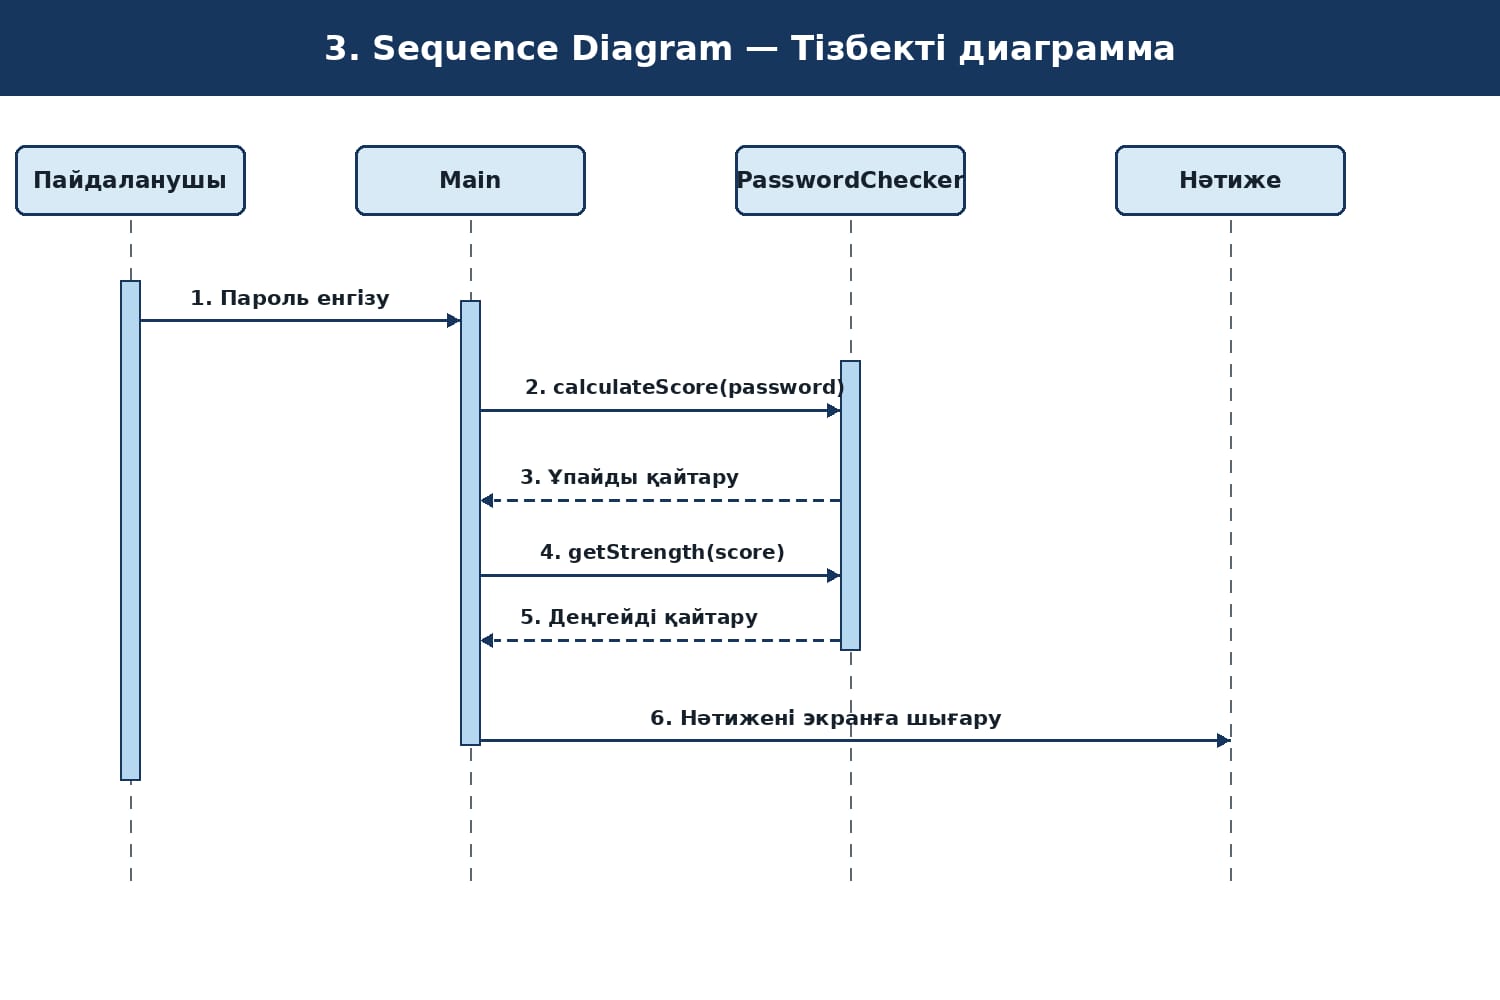 3. Sequence Diagram — Тізбекті диаграмма
Пайдаланушы
Main
PasswordChecker
Нәтиже
1. Пароль енгізу
2. calculateScore(password)
3. Ұпайды қайтару
4. getStrength(score)
5. Деңгейді қайтару
6. Нәтижені экранға шығару